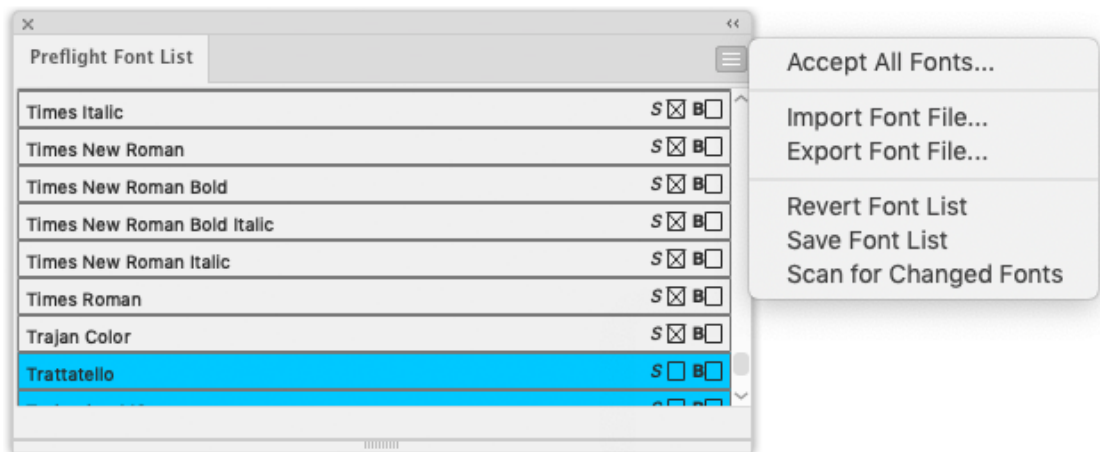 Preflight Font List
Times Italic S B
Times New Roman S B
Times New Roman Bold S B
Times New Roman Bold Italic S B
Times New Roman Italic S B
Times Roman S B
Trajan Color S B
Trattatello S B
Accept All Fonts...
Import Font File...
Export Font File...
Revert Font List
Save Font List
Scan for Changed Fonts